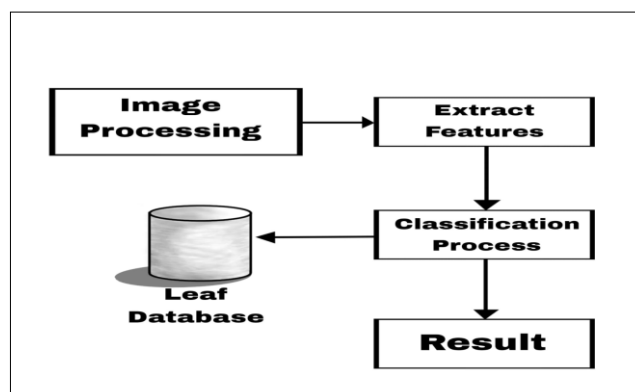 Image
Processing
Extract
Features
Classification
Process
Leaf
Database
Result